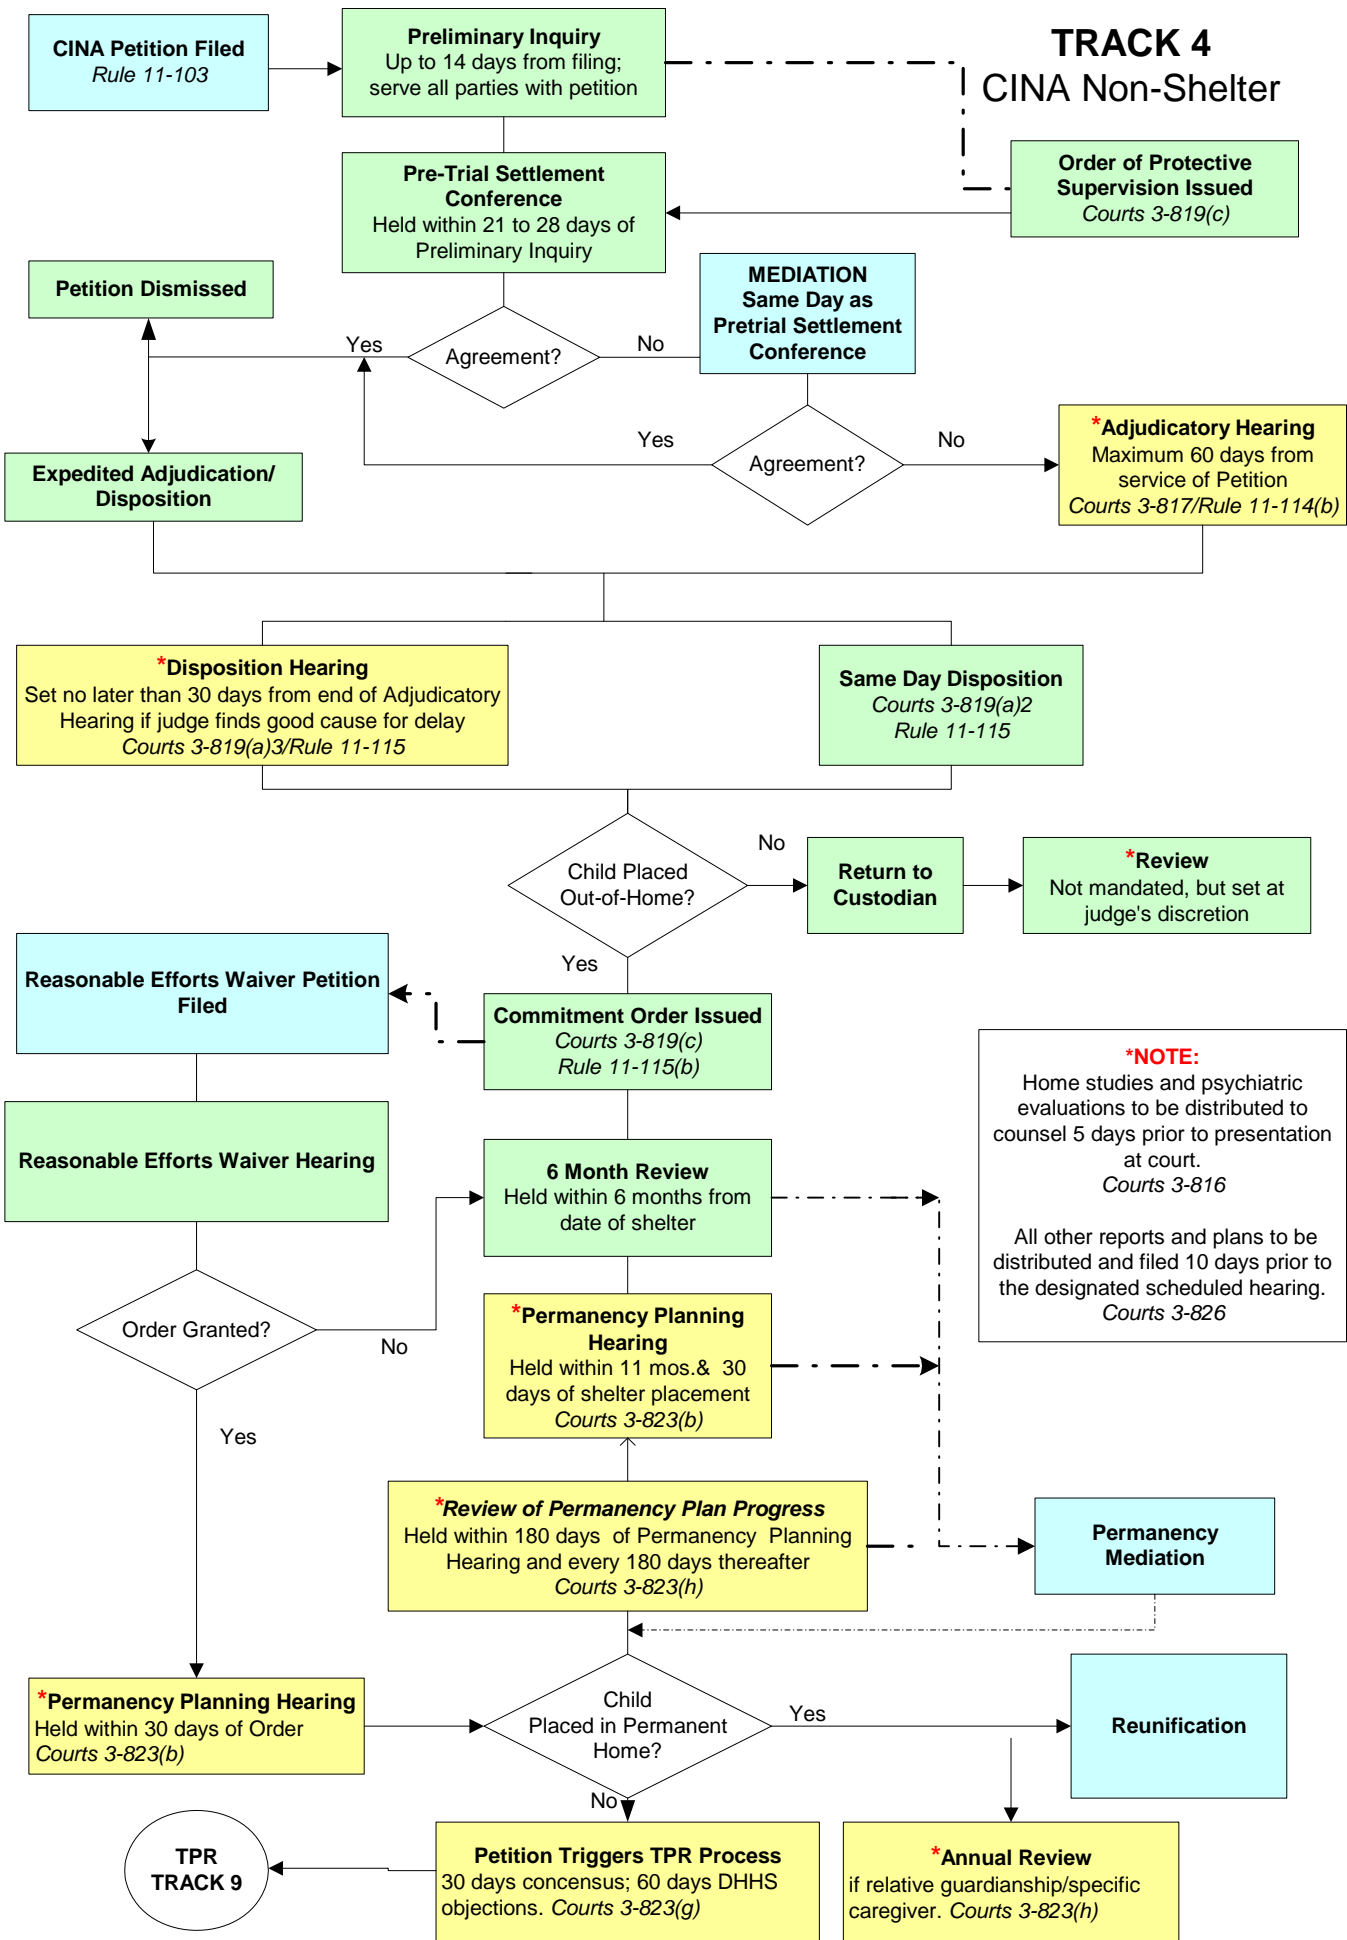 TRACK 4
CINA Non-Shelter
CINA Petition Filed
Rule 11-103
Preliminary Inquiry
Up to 14 days from filing;
serve all parties with petition
Order of Protective
Supervision Issued
Courts 3-819(c)
Pre-Trial Settlement
Conference
Held within 21 to 28 days of
Preliminary Inquiry
Petition Dismissed
MEDIATION
Same Day as
Pretrial Settlement
Conference
Yes
Agreement?
No
Yes
Agreement?
No
*Adjudicatory Hearing
Maximum 60 days from
service of Petition
Courts 3-817/Rule 11-114(b)
Expedited Adjudication/
Disposition
*Disposition Hearing
Set no later than 30 days from end of Adjudicatory
Hearing if judge finds good cause for delay
Courts 3-819(a)3/Rule 11-115
Same Day Disposition
Courts 3-819(a)2
Rule 11-115
Child Placed
Out-of-Home?
No
Return to
Custodian
*Review
Not mandated, but set at
judge's discretion
Yes
Reasonable Efforts Waiver Petition
Filed
Commitment Order Issued
Courts 3-819(c)
Rule 11-115(b)
*NOTE:
Home studies and psychiatric
evaluations to be distributed to
counsel 5 days prior to presentation
at court.
Courts 3-816
All other reports and plans to be
distributed and filed 10 days prior to
the designated scheduled hearing.
Courts 3-826
Reasonable Efforts Waiver Hearing
6 Month Review
Held within 6 months from
date of shelter
Order Granted?
No
*Permanency Planning
Hearing
Held within 11 mos.& 30
days of shelter placement
Courts 3-823(b)
Yes
*Review of Permanency Plan Progress
Held within 180 days of Permanency Planning
Hearing and every 180 days thereafter
Courts 3-823(h)
Permanency
Mediation
*Permanency Planning Hearing
Held within 30 days of Order
Courts 3-823(b)
Child
Placed in Permanent
Home?
Yes
Reunification
No
TPR
TRACK 9
Petition Triggers TPR Process
30 days concensus; 60 days DHHS
objections. Courts 3-823(g)
*Annual Review
if relative guardianship/specific
caregiver. Courts 3-823(h)